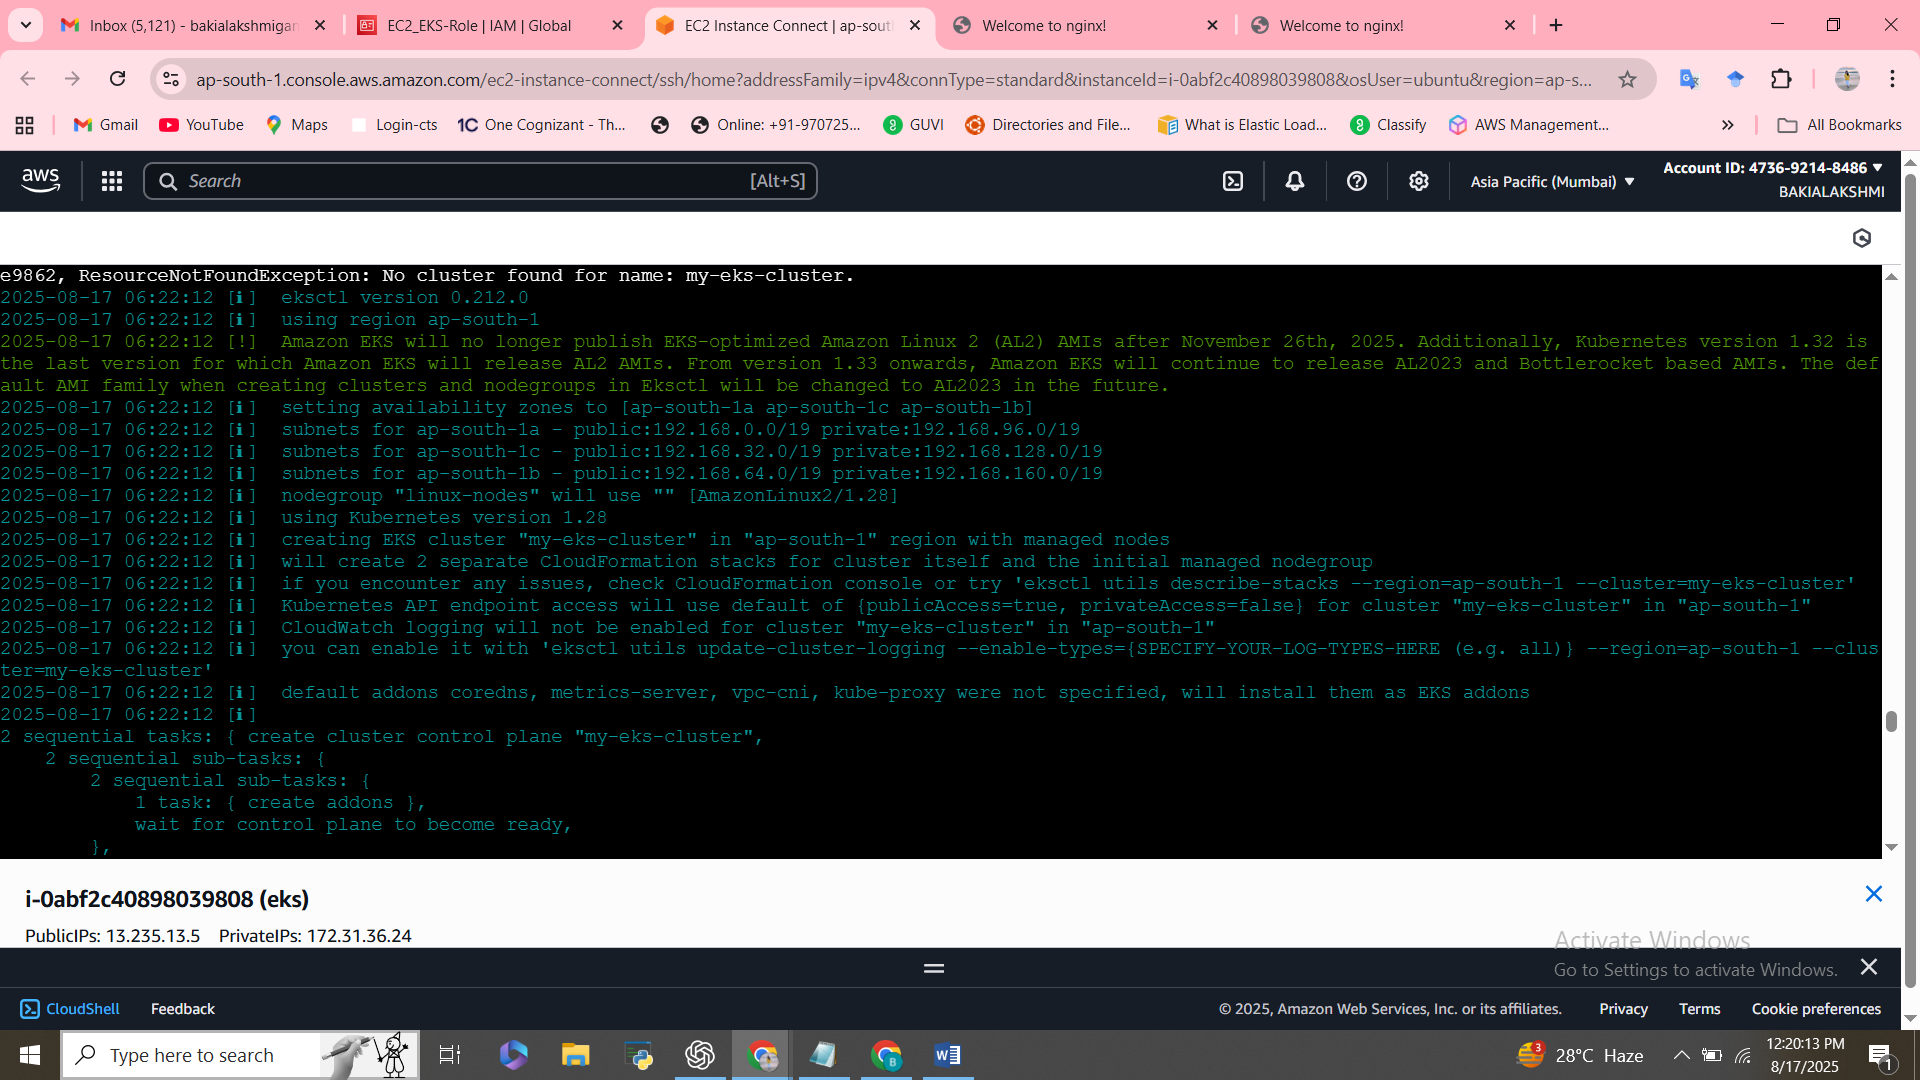 Inbox (5,121) - bakialakshmigan
EC2_EKS-Role | IAM | Global
EC2 Instance Connect | ap-sout
Welcome to nginx!
Welcome to nginx!
ap-south-1.console.aws.amazon.com/ec2-instance-connect/ssh/home?addressFamily=ipv4&connType=standard&instanceId=i-0abf2c40898039808&osUser=ubuntu&region=ap-s...
Gmail
YouTube
Maps
Login-cts
1C One Cognizant - Th...
Online: +91-970725...
GUVI
Directories and File...
What is Elastic Load...
Classify
AWS Management...
All Bookmarks
aws
Search
[Alt+S]
Asia Pacific (Mumbai)
Account ID: 4736-9214-8486
BAKIALAKSHMI
e9862, ResourceNotFoundException: No cluster found for name: my-eks-cluster.
2025-08-17 06:22:12 [ℹ]  eksctl version 0.212.0
2025-08-17 06:22:12 [ℹ]  using region ap-south-1
2025-08-17 06:22:12 [!]  Amazon EKS will no longer publish EKS-optimized Amazon Linux 2 (AL2) AMIs after November 26th, 2025. Additionally, Kubernetes version 1.32 is
the last version for which Amazon EKS will release AL2 AMIs. From version 1.33 onwards, Amazon EKS will continue to release AL2023 and Bottlerocket based AMIs. The def
ault AMI family when creating clusters and nodegroups in Eksctl will be changed to AL2023 in the future.
2025-08-17 06:22:12 [ℹ]  setting availability zones to [ap-south-1a ap-south-1c ap-south-1b]
2025-08-17 06:22:12 [ℹ]  subnets for ap-south-1a - public:192.168.0.0/19 private:192.168.96.0/19
2025-08-17 06:22:12 [ℹ]  subnets for ap-south-1c - public:192.168.32.0/19 private:192.168.128.0/19
2025-08-17 06:22:12 [ℹ]  subnets for ap-south-1b - public:192.168.64.0/19 private:192.168.160.0/19
2025-08-17 06:22:12 [ℹ]  nodegroup "linux-nodes" will use "" [AmazonLinux2/1.28]
2025-08-17 06:22:12 [ℹ]  using Kubernetes version 1.28
2025-08-17 06:22:12 [ℹ]  creating EKS cluster "my-eks-cluster" in "ap-south-1" region with managed nodes
2025-08-17 06:22:12 [ℹ]  will create 2 separate CloudFormation stacks for cluster itself and the initial managed nodegroup
2025-08-17 06:22:12 [ℹ]  if you encounter any issues, check CloudFormation console or try 'eksctl utils describe-stacks --region=ap-south-1 --cluster=my-eks-cluster'
2025-08-17 06:22:12 [ℹ]  Kubernetes API endpoint access will use default of {publicAccess=true, privateAccess=false} for cluster "my-eks-cluster" in "ap-south-1"
2025-08-17 06:22:12 [ℹ]  CloudWatch logging will not be enabled for cluster "my-eks-cluster" in "ap-south-1"
2025-08-17 06:22:12 [ℹ]  you can enable it with 'eksctl utils update-cluster-logging --enable-types={SPECIFY-YOUR-LOG-TYPES-HERE (e.g. all)} --region=ap-south-1 --clus
ter=my-eks-cluster'
2025-08-17 06:22:12 [ℹ]  default addons coredns, metrics-server, vpc-cni, kube-proxy were not specified, will install them as EKS addons
2025-08-17 06:22:12 [ℹ]
2 sequential tasks: { create cluster control plane "my-eks-cluster",
    2 sequential sub-tasks: {
        2 sequential sub-tasks: {
            1 task: { create addons },
            wait for control plane to become ready,
        },
i-0abf2c40898039808 (eks)
PublicIPs: 13.235.13.5 PrivateIPs: 172.31.36.24
Activate Windows
Go to Settings to activate Windows.
CloudShell
Feedback
© 2025, Amazon Web Services, Inc. or its affiliates.
Privacy
Terms
Cookie preferences
Type here to search
3
28°C Haze
12:20:13 PM
8/17/2025
1